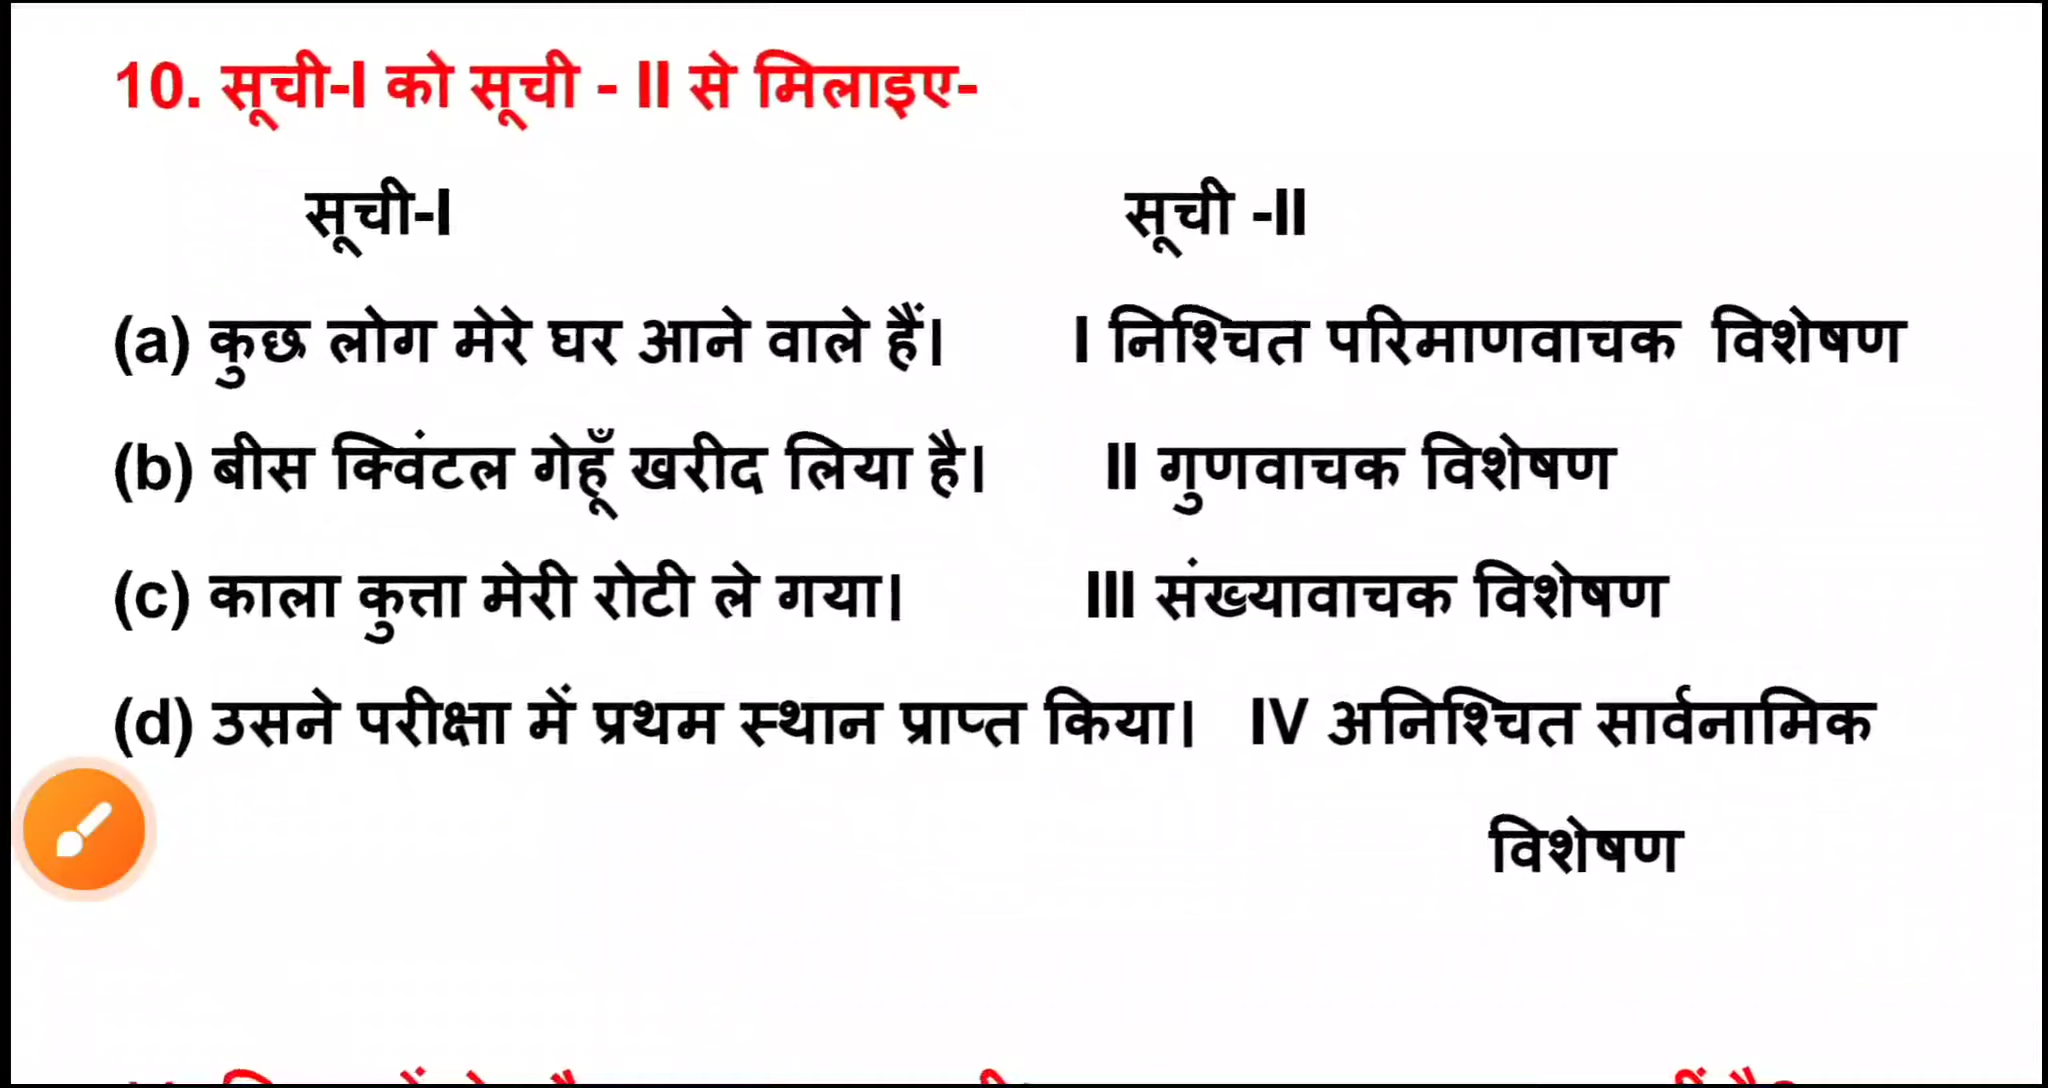 10. सूची-I को सूची - II से मिलाइए-
सूची-I सूची -II
(a) कुछ लोग मेरे घर आने वाले हैं। I निश्चित परिमाणवाचक विशेषण
(b) बीस क्विंटल गेहूँ खरीद लिया है। II गुणवाचक विशेषण
(c) काला कुत्ता मेरी रोटी ले गया। III संख्यावाचक विशेषण
(d) उसने परीक्षा में प्रथम स्थान प्राप्त किया। IV अनिश्चित सार्वनामिक
विशेषण